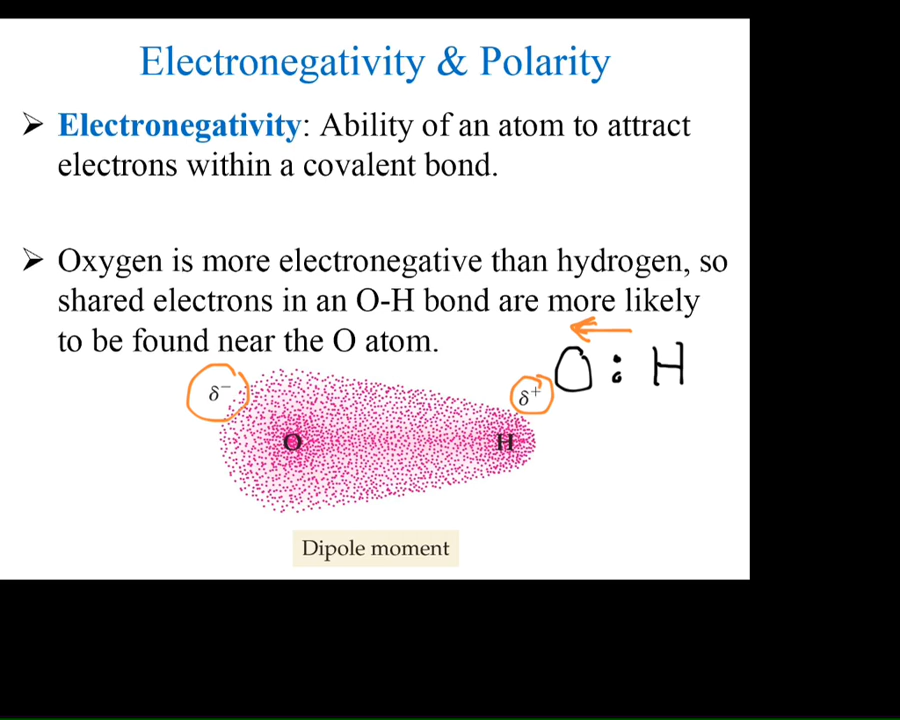 Electronegativity & Polarity
➤ Electronegativity: Ability of an atom to attract
electrons within a covalent bond.
➤ Oxygen is more electronegative than hydrogen, so
shared electrons in an O-H bond are more likely
to be found near the O atom.
O : H
δ⁻ δ⁺
O H
Dipole moment